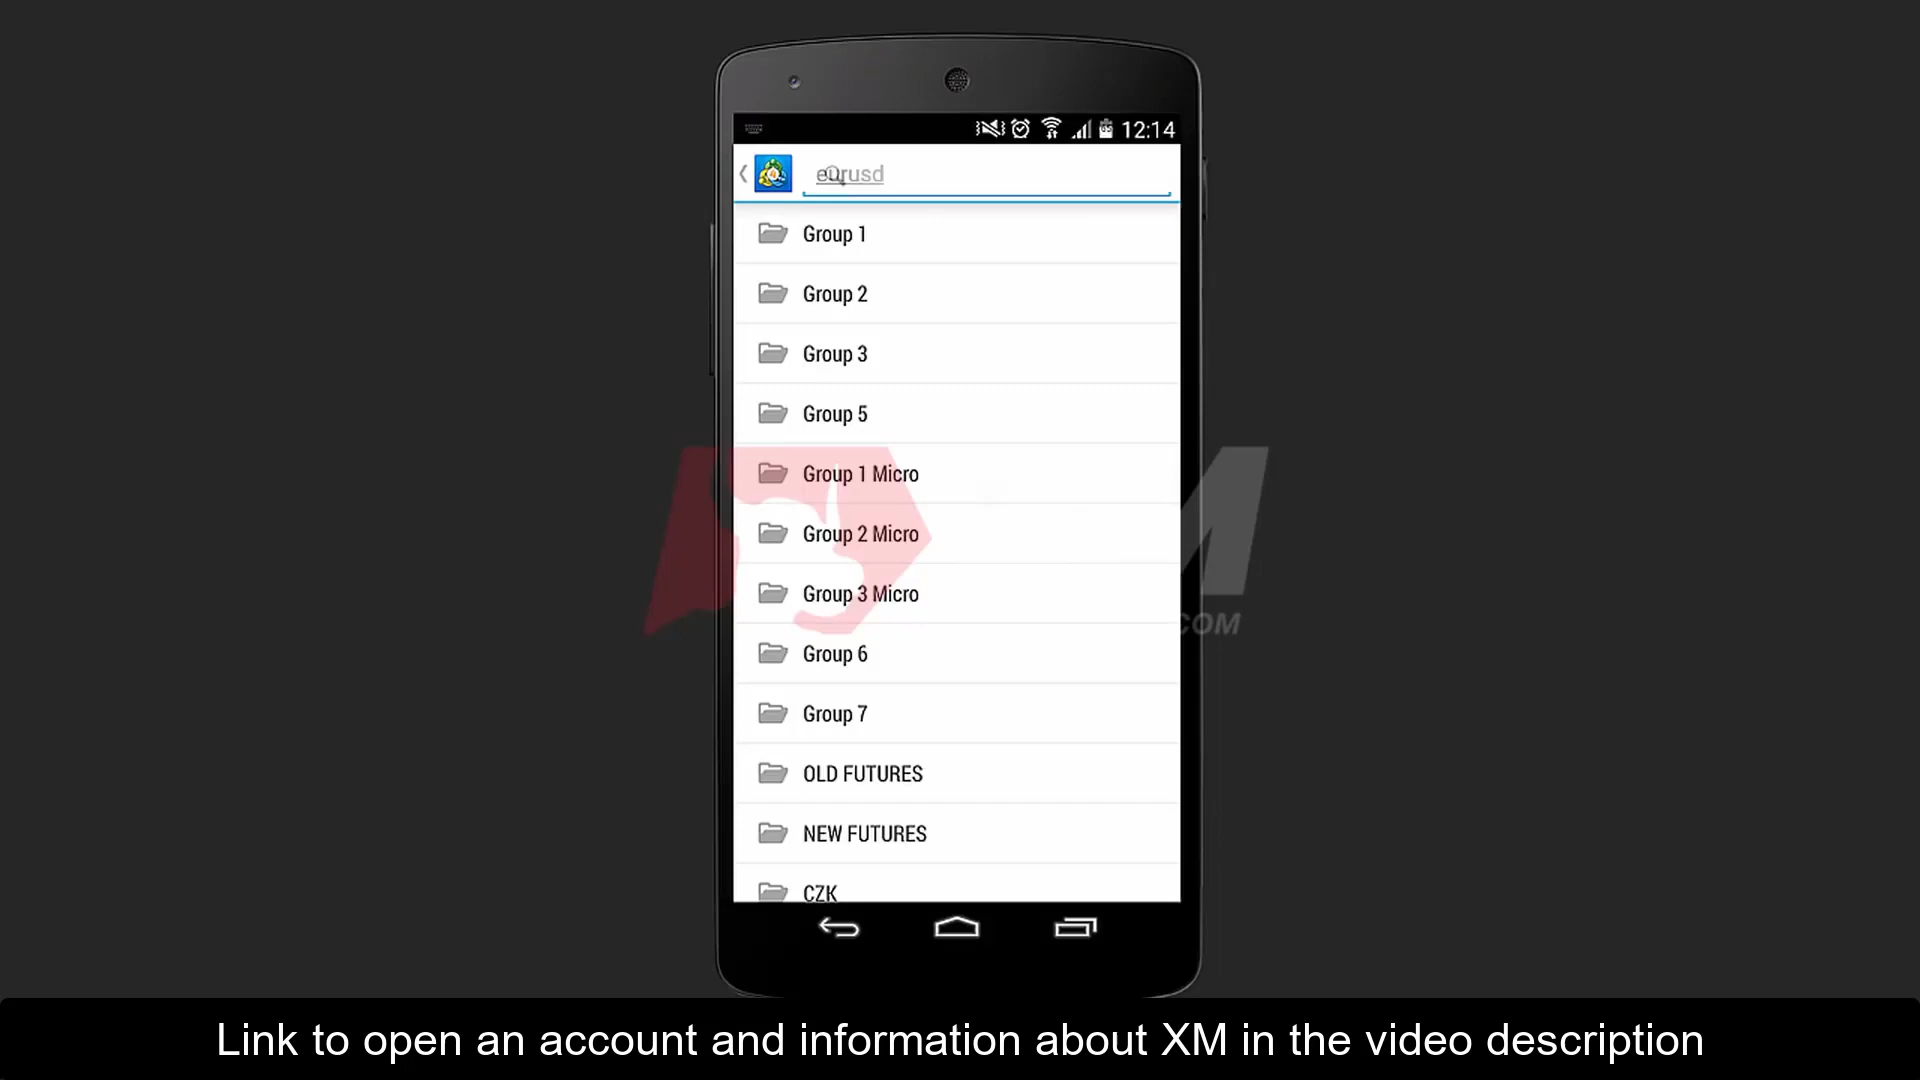 12:14
eurusd
Group 1
Group 2
Group 3
Group 5
Group 1 Micro
Group 2 Micro
Group 3 Micro
Group 6
Group 7
OLD FUTURES
NEW FUTURES
CZK
M
.COM
Link to open an account and information about XM in the video description